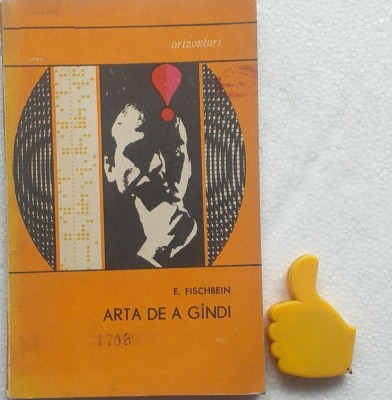 orizonturi
E. FISCHBEIN
ARTA DE A GÎNDI
1708